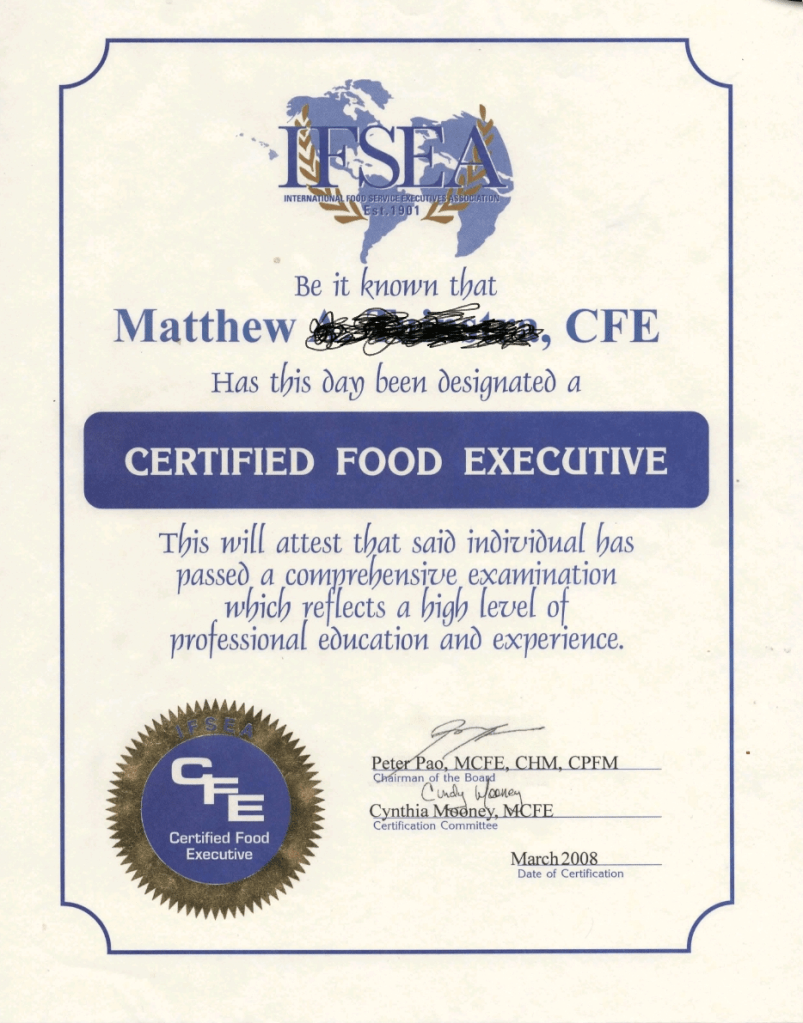 IFSEA
INTERNATIONAL FOOD SERVICE EXECUTIVES ASSOCIATION
Est. 1901
Be it known that
Matthew , CFE
Has this day been designated a
CERTIFIED FOOD EXECUTIVE
This will attest that said individual has
passed a comprehensive examination
which reflects a high level of
professional education and experience.
IFSEA
CFE
Certified Food
Executive
Peter Pao, MCFE, CHM, CPFM
Chairman of the Board
Cindy Mooney
Cynthia Mooney, MCFE
Certification Committee
March 2008
Date of Certification